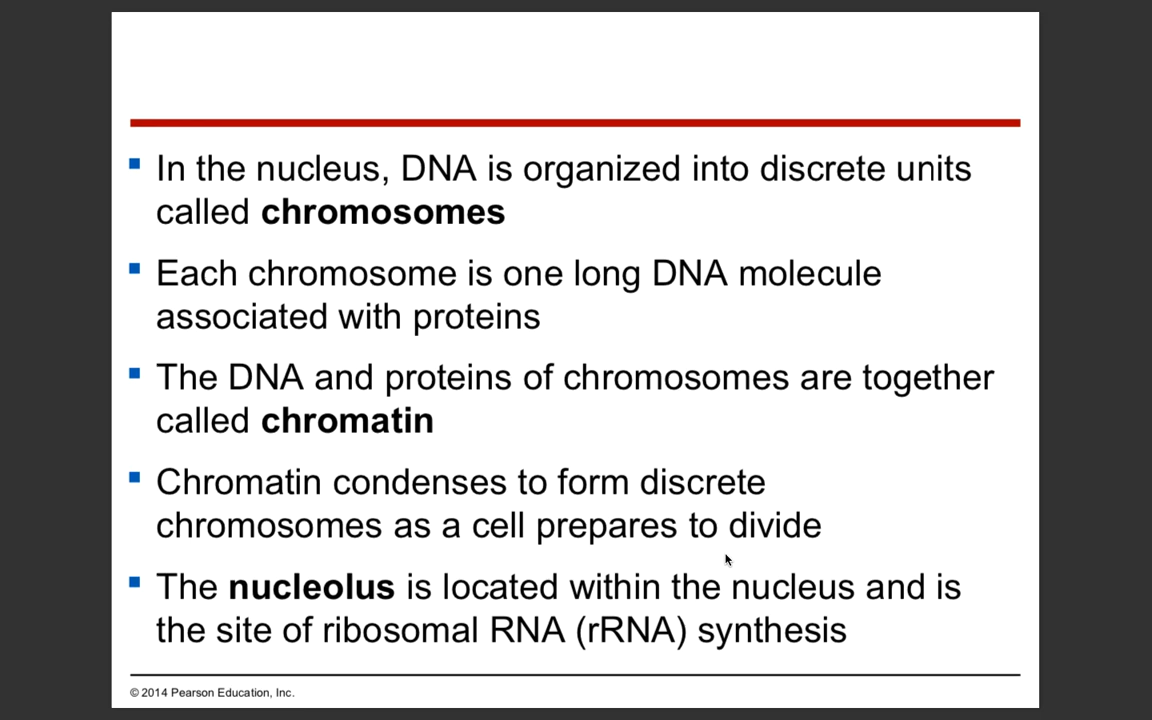 In the nucleus, DNA is organized into discrete units
called chromosomes
Each chromosome is one long DNA molecule
associated with proteins
The DNA and proteins of chromosomes are together
called chromatin
Chromatin condenses to form discrete
chromosomes as a cell prepares to divide
The nucleolus is located within the nucleus and is
the site of ribosomal RNA (rRNA) synthesis
© 2014 Pearson Education, Inc.